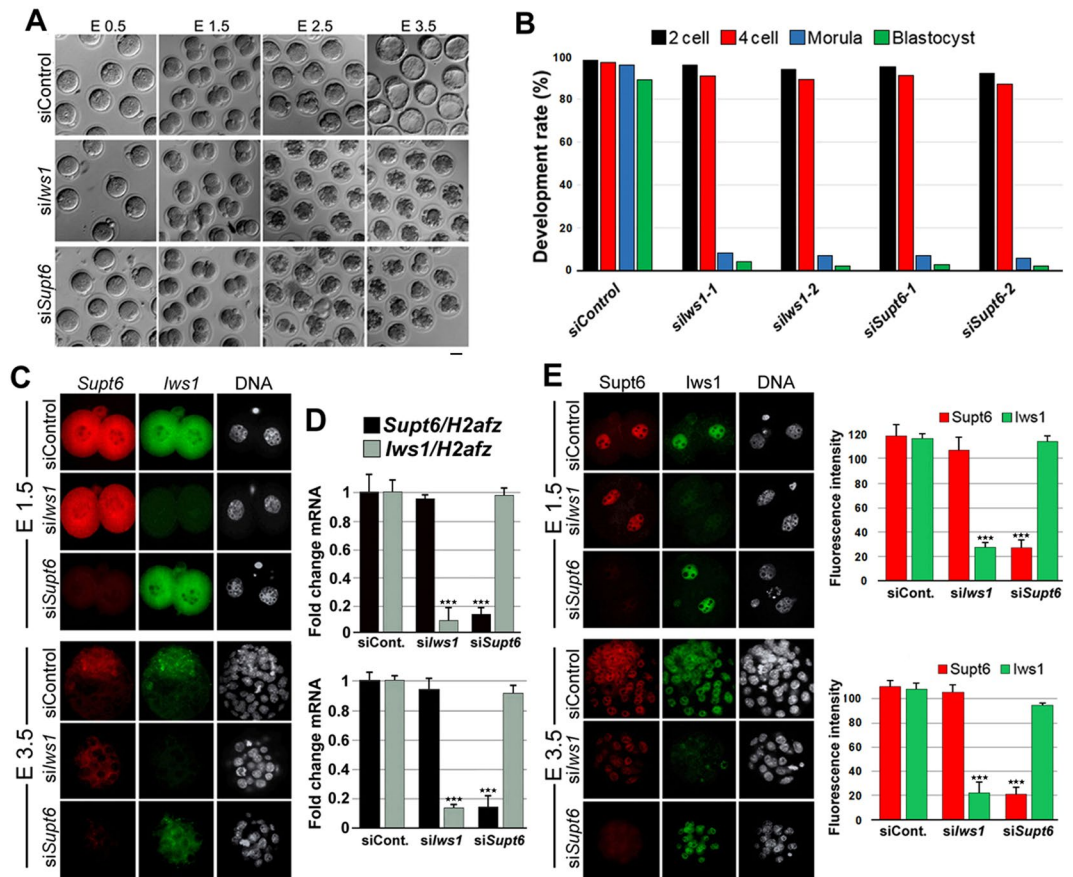 A
E 0.5 E 1.5 E 2.5 E 3.5
siControl
siIws1
siSupt6
B
2 cell 4 cell Morula Blastocyst
Development rate (%)
100
80
60
40
20
0
siControl siIws1-1 siIws1-2 siSupt6-1 siSupt6-2
C
Supt6 Iws1 DNA
E 1.5
siControl
siIws1
siSupt6
E 3.5
siControl
siIws1
siSupt6
D
Supt6/H2afz
Iws1/H2afz
Fold change mRNA
1
0.8
0.6
0.4
0.2
0
*** ***
siCont. siIws1 siSupt6
Fold change mRNA
1
0.8
0.6
0.4
0.2
0
*** ***
siCont. siIws1 siSupt6
E
Supt6 Iws1 DNA
E 1.5
siControl
siIws1
siSupt6
E 3.5
siControl
siIws1
siSupt6
Supt6 Iws1
Fluorescence intensity
120
100
80
60
40
20
0
*** ***
siCont. siIws1 siSupt6
Supt6 Iws1
Fluorescence intensity
100
80
60
40
20
0
*** ***
siCont. siIws1 siSupt6